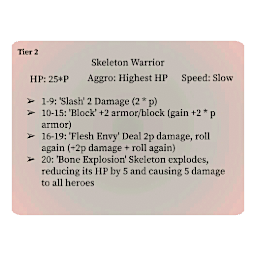 Tier 2
Skeleton Warrior
HP: 25*P Aggro: Highest HP Speed: Slow
➢ 1-9: 'Slash' 2 Damage (2 * p)
➢ 10-15: 'Block' +2 armor/block (gain +2 * p
armor)
➢ 16-19: 'Flesh Envy' Deal 2p damage, roll
again (+2p damage + roll again)
➢ 20: 'Bone Explosion' Skeleton explodes,
reducing its HP by 5 and causing 5 damage
to all heroes